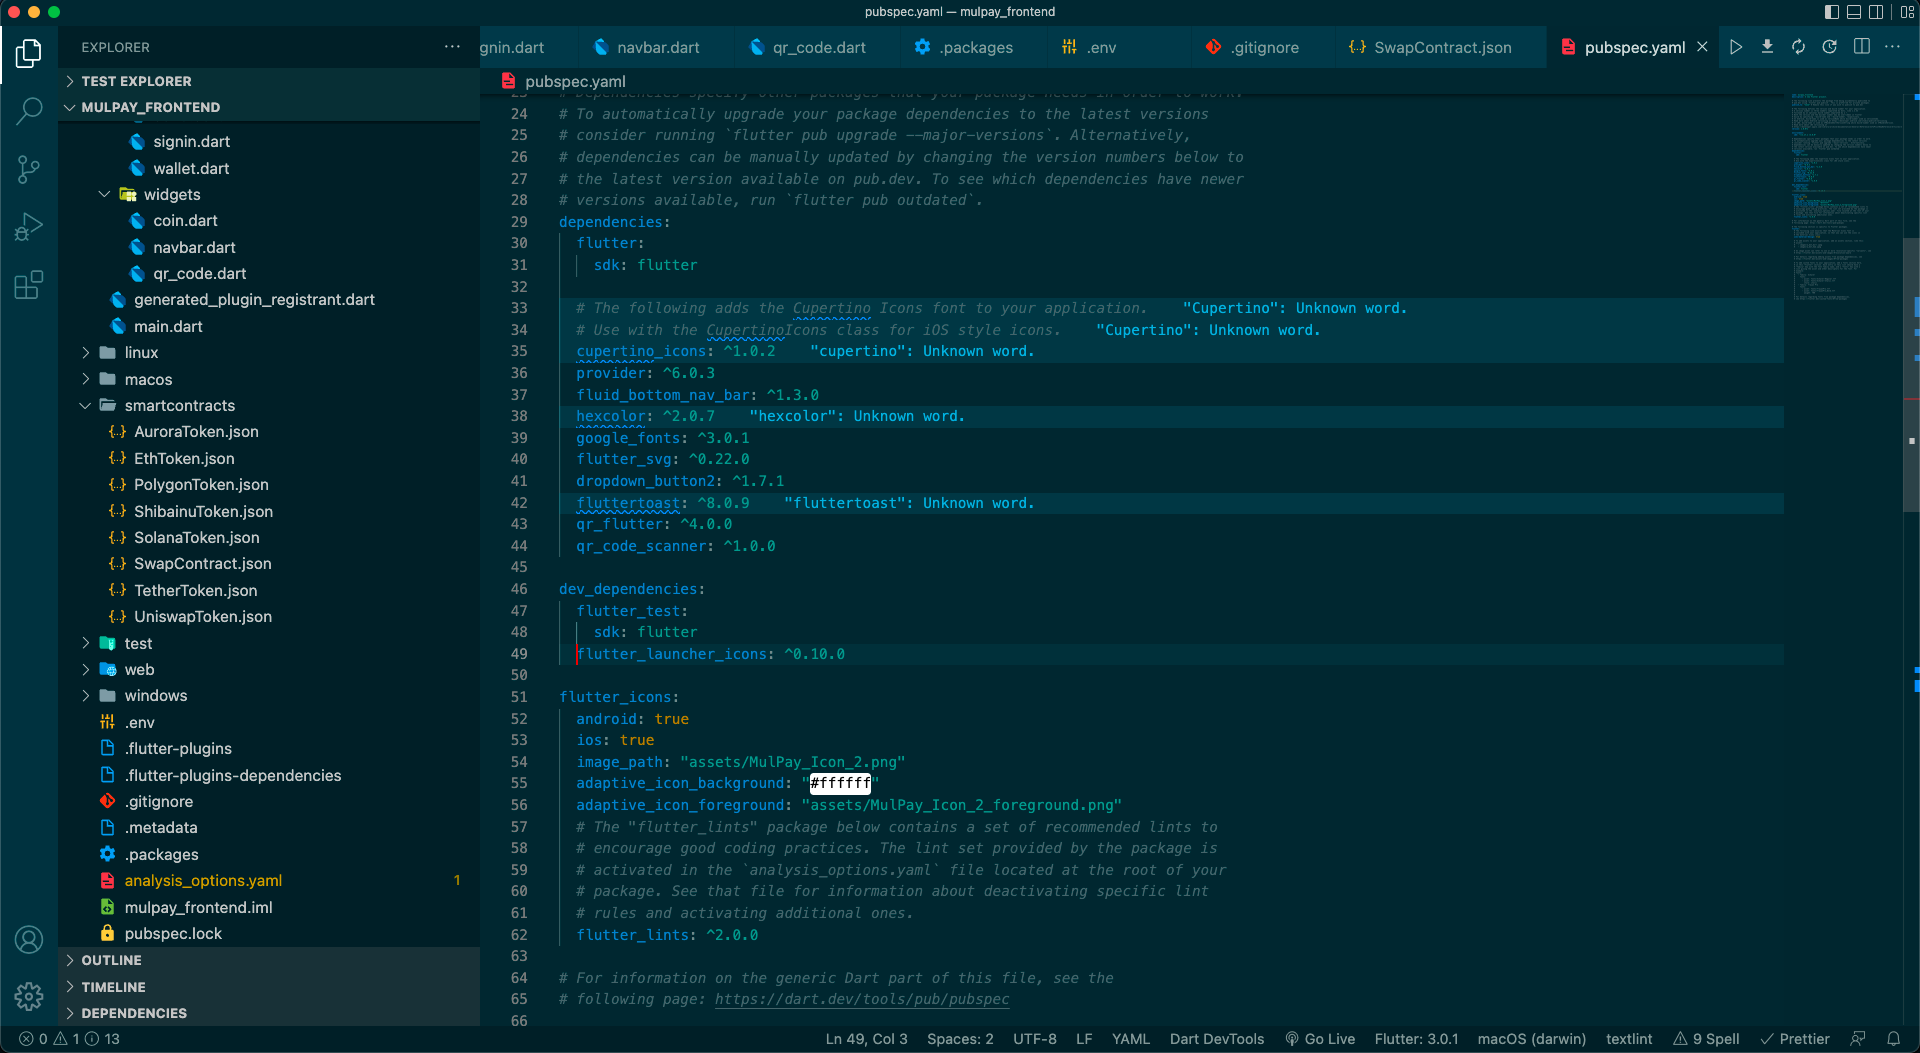 pubspec.yaml — mulpay_frontend
EXPLORER
TEST EXPLORER
MULPAY_FRONTEND
signin.dart
wallet.dart
widgets
coin.dart
navbar.dart
qr_code.dart
generated_plugin_registrant.dart
main.dart
linux
macos
smartcontracts
AuroraToken.json
EthToken.json
PolygonToken.json
ShibainuToken.json
SolanaToken.json
SwapContract.json
TetherToken.json
UniswapToken.json
test
web
windows
.env
.flutter-plugins
.flutter-plugins-dependencies
.gitignore
.metadata
.packages
analysis_options.yaml 1
mulpay_frontend.iml
pubspec.lock
OUTLINE
TIMELINE
DEPENDENCIES
gnin.dart navbar.dart qr_code.dart .packages .env .gitignore SwapContract.json pubspec.yaml
pubspec.yaml
23 # Dependencies specify other packages that your package needs in order to work.
24 # To automatically upgrade your package dependencies to the latest versions
25 # consider running `flutter pub upgrade --major-versions`. Alternatively,
26 # dependencies can be manually updated by changing the version numbers below to
27 # the latest version available on pub.dev. To see which dependencies have newer
28 # versions available, run `flutter pub outdated`.
29 dependencies:
30 flutter:
31 sdk: flutter
32
33 # The following adds the Cupertino Icons font to your application. "Cupertino": Unknown word.
34 # Use with the CupertinoIcons class for iOS style icons. "Cupertino": Unknown word.
35 cupertino_icons: ^1.0.2 "cupertino": Unknown word.
36 provider: ^6.0.3
37 fluid_bottom_nav_bar: ^1.3.0
38 hexcolor: ^2.0.7 "hexcolor": Unknown word.
39 google_fonts: ^3.0.1
40 flutter_svg: ^0.22.0
41 dropdown_button2: ^1.7.1
42 fluttertoast: ^8.0.9 "fluttertoast": Unknown word.
43 qr_flutter: ^4.0.0
44 qr_code_scanner: ^1.0.0
45
46 dev_dependencies:
47 flutter_test:
48 sdk: flutter
49 flutter_launcher_icons: ^0.10.0
50
51 flutter_icons:
52 android: true
53 ios: true
54 image_path: "assets/MulPay_Icon_2.png"
55 adaptive_icon_background: "#ffffff"
56 adaptive_icon_foreground: "assets/MulPay_Icon_2_foreground.png"
57 # The "flutter_lints" package below contains a set of recommended lints to
58 # encourage good coding practices. The lint set provided by the package is
59 # activated in the `analysis_options.yaml` file located at the root of your
60 # package. See that file for information about deactivating specific lint
61 # rules and activating additional ones.
62 flutter_lints: ^2.0.0
63
64 # For information on the generic Dart part of this file, see the
65 # following page: https://dart.dev/tools/pub/pubspec
66
0 1 13 Ln 49, Col 3 Spaces: 2 UTF-8 LF YAML Dart DevTools Go Live Flutter: 3.0.1 macOS (darwin) textlint 9 Spell Prettier